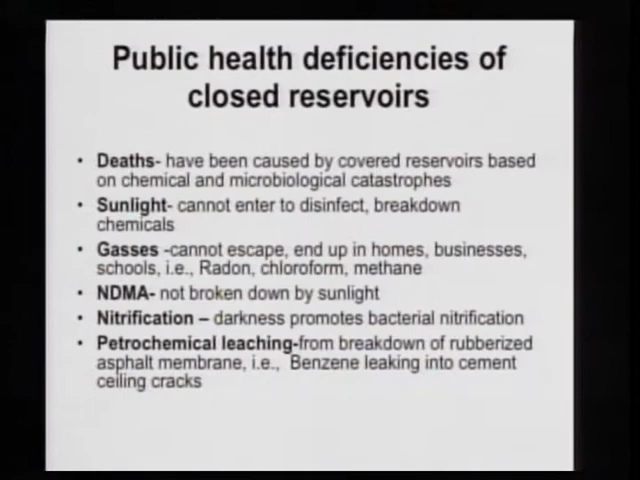 Public health deficiencies of
closed reservoirs
• Deaths- have been caused by covered reservoirs based
on chemical and microbiological catastrophes
• Sunlight- cannot enter to disinfect, breakdown
chemicals
• Gasses -cannot escape, end up in homes, businesses,
schools, i.e., Radon, chloroform, methane
• NDMA- not broken down by sunlight
• Nitrification – darkness promotes bacterial nitrification
• Petrochemical leaching-from breakdown of rubberized
asphalt membrane, i.e.,  Benzene leaking into cement
ceiling cracks